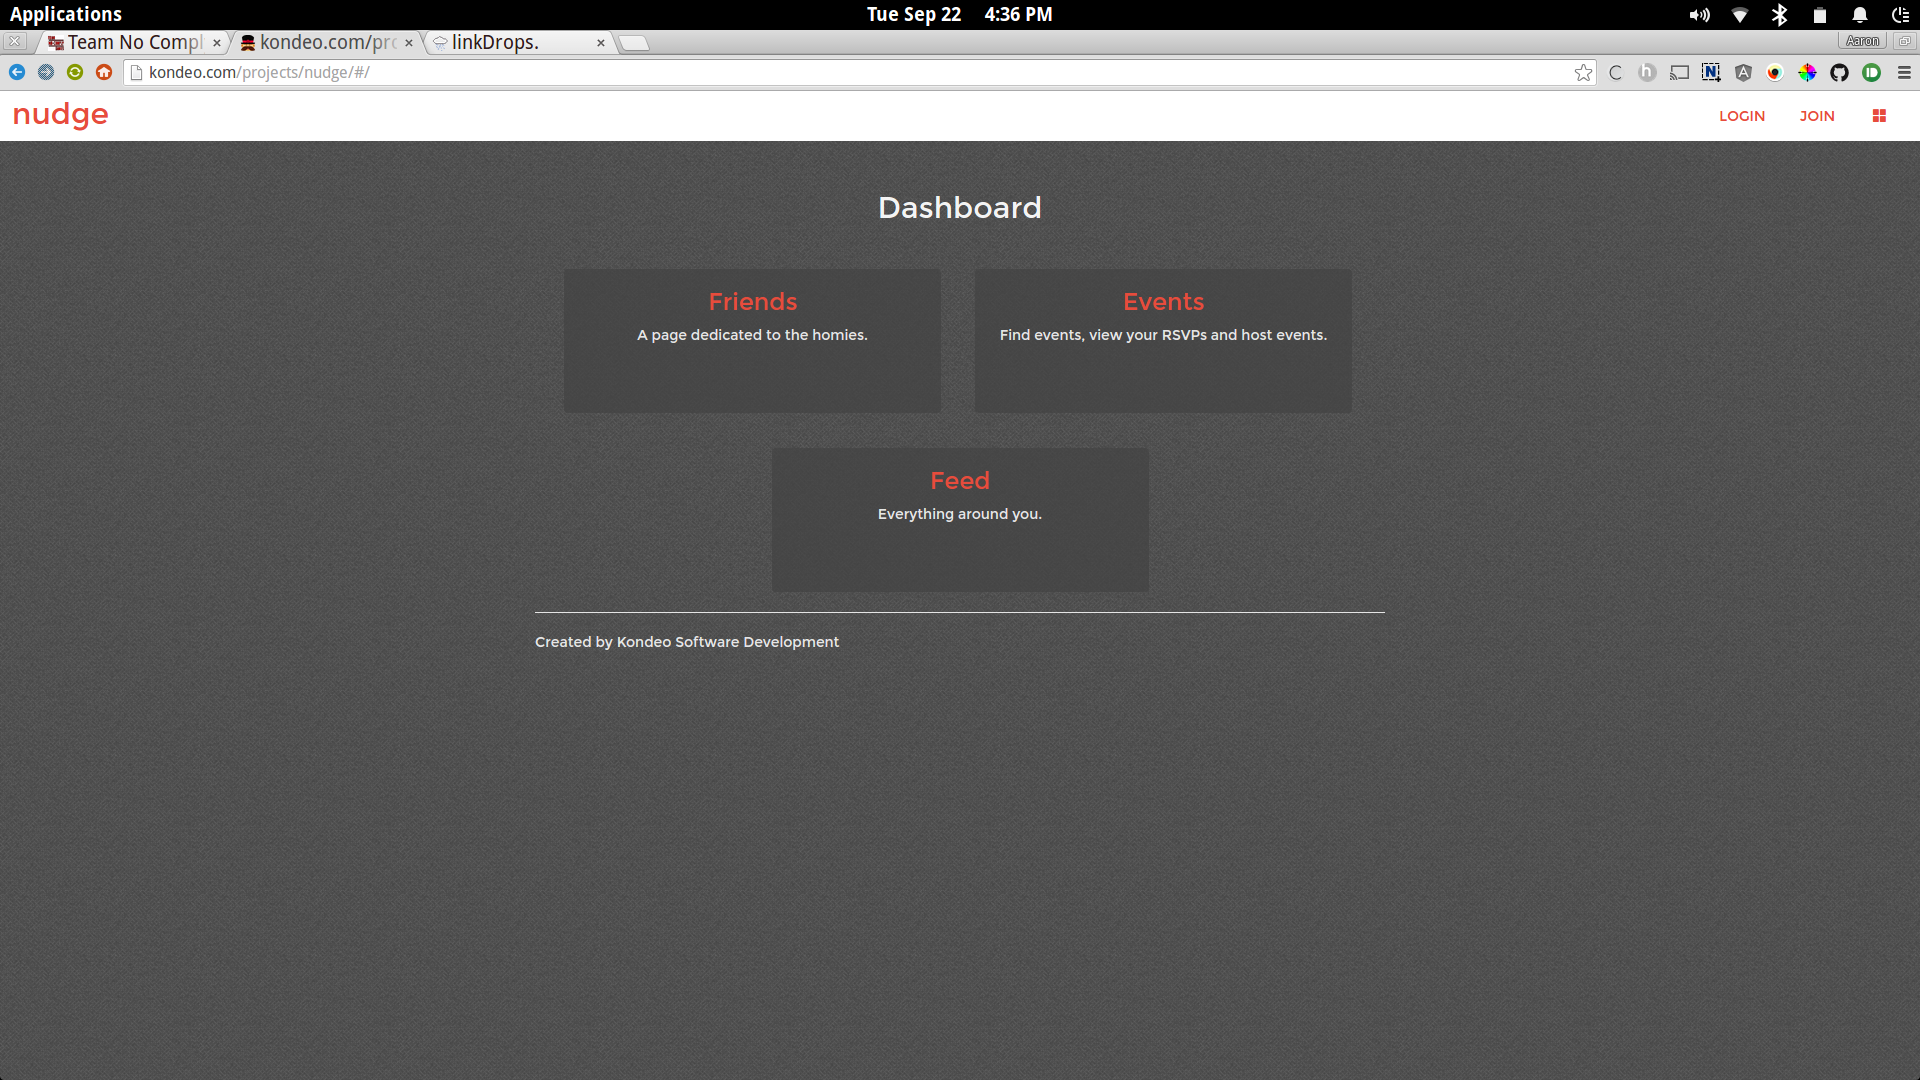 Applications
Tue Sep 22 4:36 PM
Team No Compl
kondeo.com/pro
linkDrops.
Aaron
kondeo.com/projects/nudge/#/
nudge
LOGIN
JOIN
Dashboard
Friends
A page dedicated to the homies.
Events
Find events, view your RSVPs and host events.
Feed
Everything around you.
Created by Kondeo Software Development